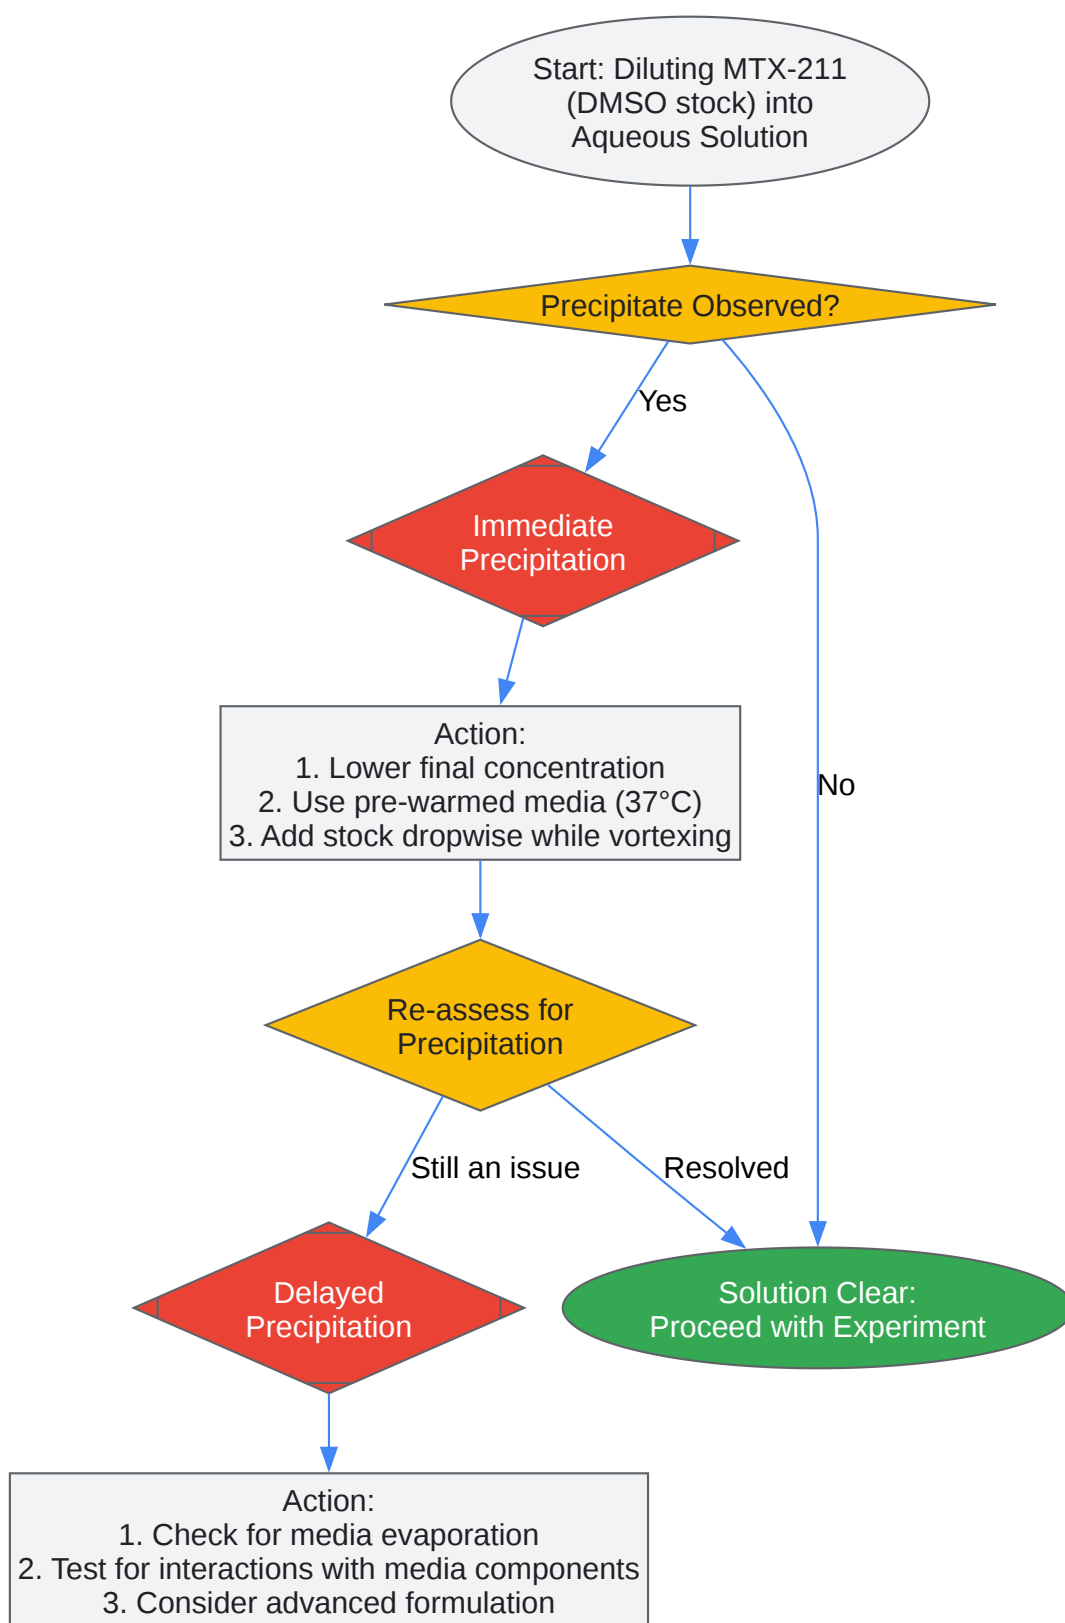 Start: Diluting MTX-211
(DMSO stock) into
Aqueous Solution
Precipitate Observed?
Yes
Immediate
Precipitation
Action:
1. Lower final concentration
2. Use pre-warmed media (37°C)
3. Add stock dropwise while vortexing
No
Re-assess for
Precipitation
Still an issue
Resolved
Delayed
Precipitation
Solution Clear:
Proceed with Experiment
Action:
1. Check for media evaporation
2. Test for interactions with media components
3. Consider advanced formulation